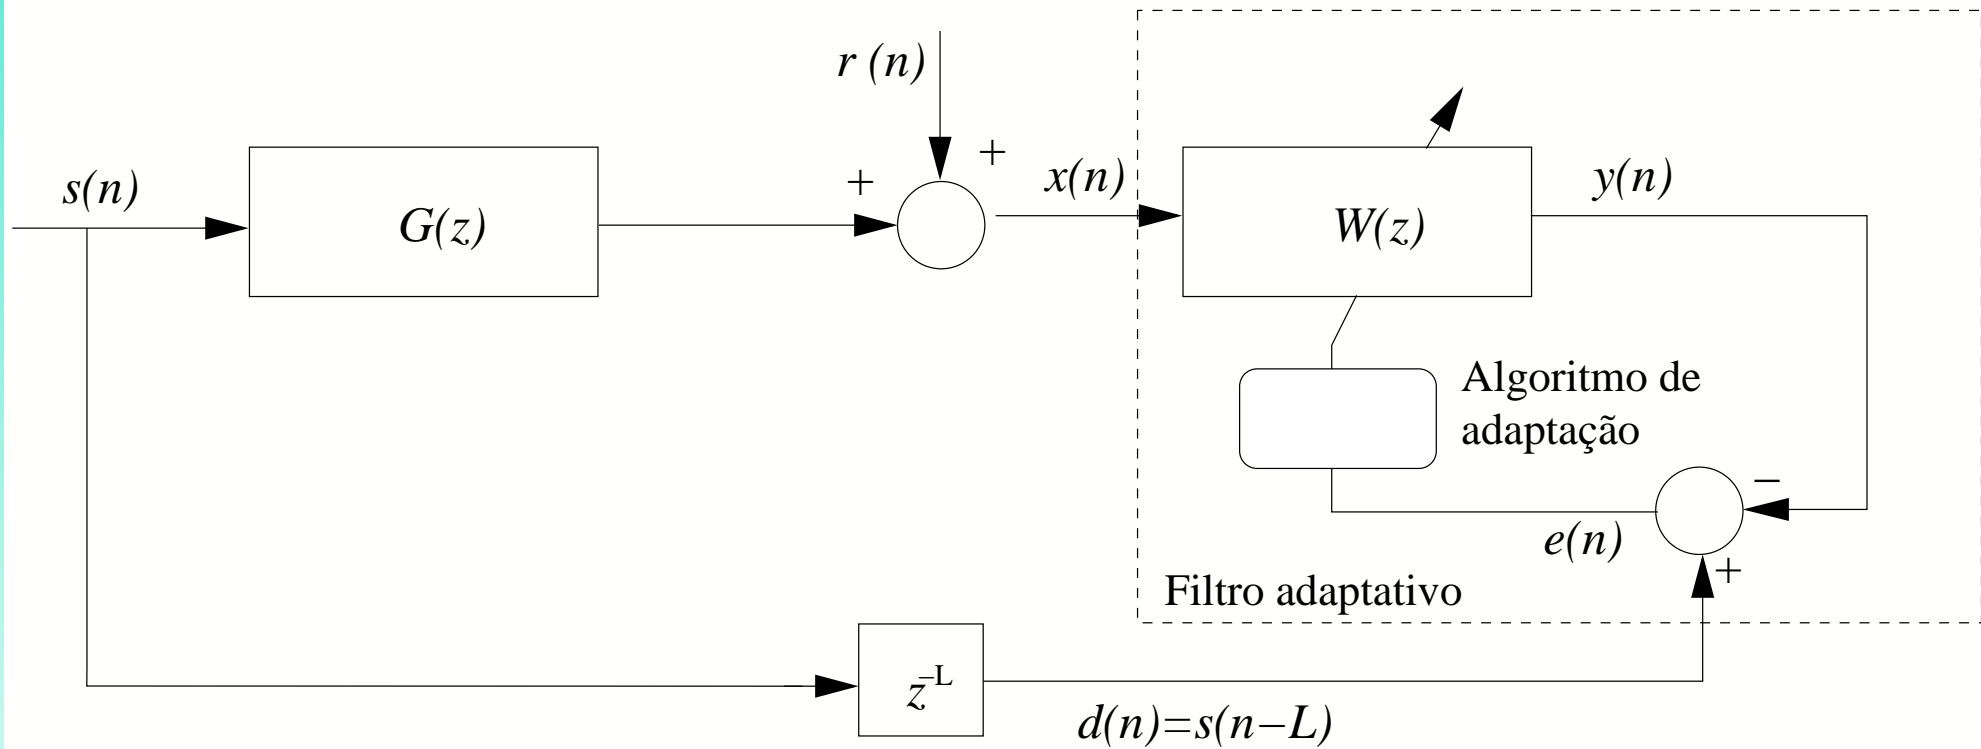 r (n)
+
s(n)
G(z)
+
x(n)
W(z)
y(n)
Algoritmo de
adaptação
−
e(n)
+
Filtro adaptativo
z−L
d(n)=s(n−L)